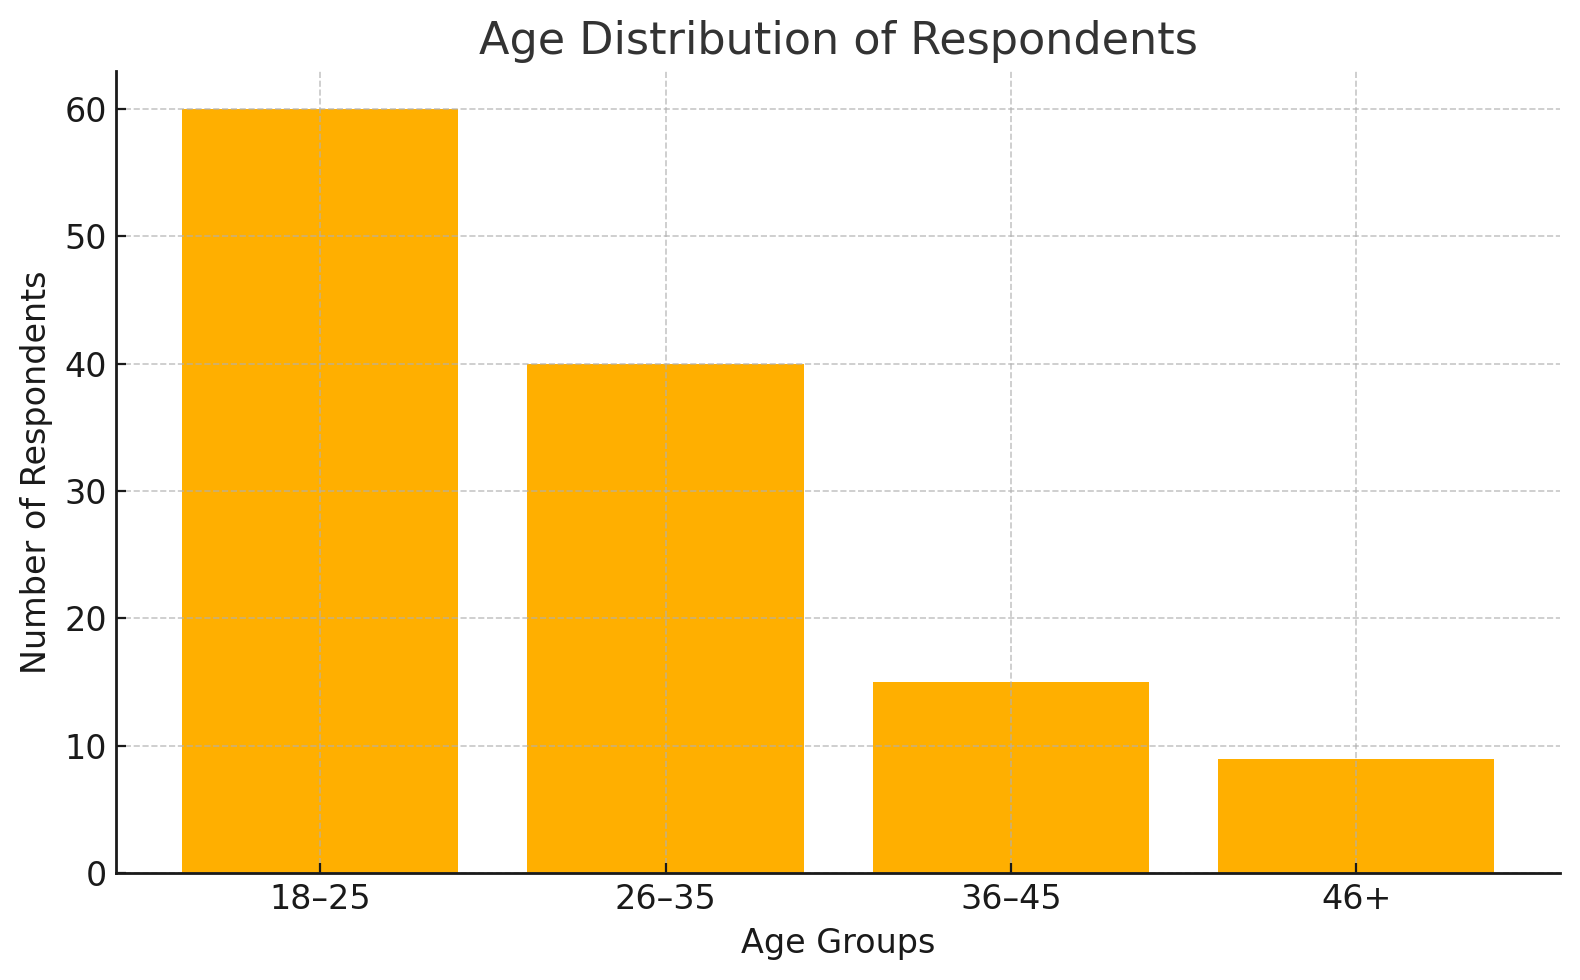 Age Distribution of Respondents
Number of Respondents
60
50
40
30
20
10
0
18–25 26–35 36–45 46+
Age Groups